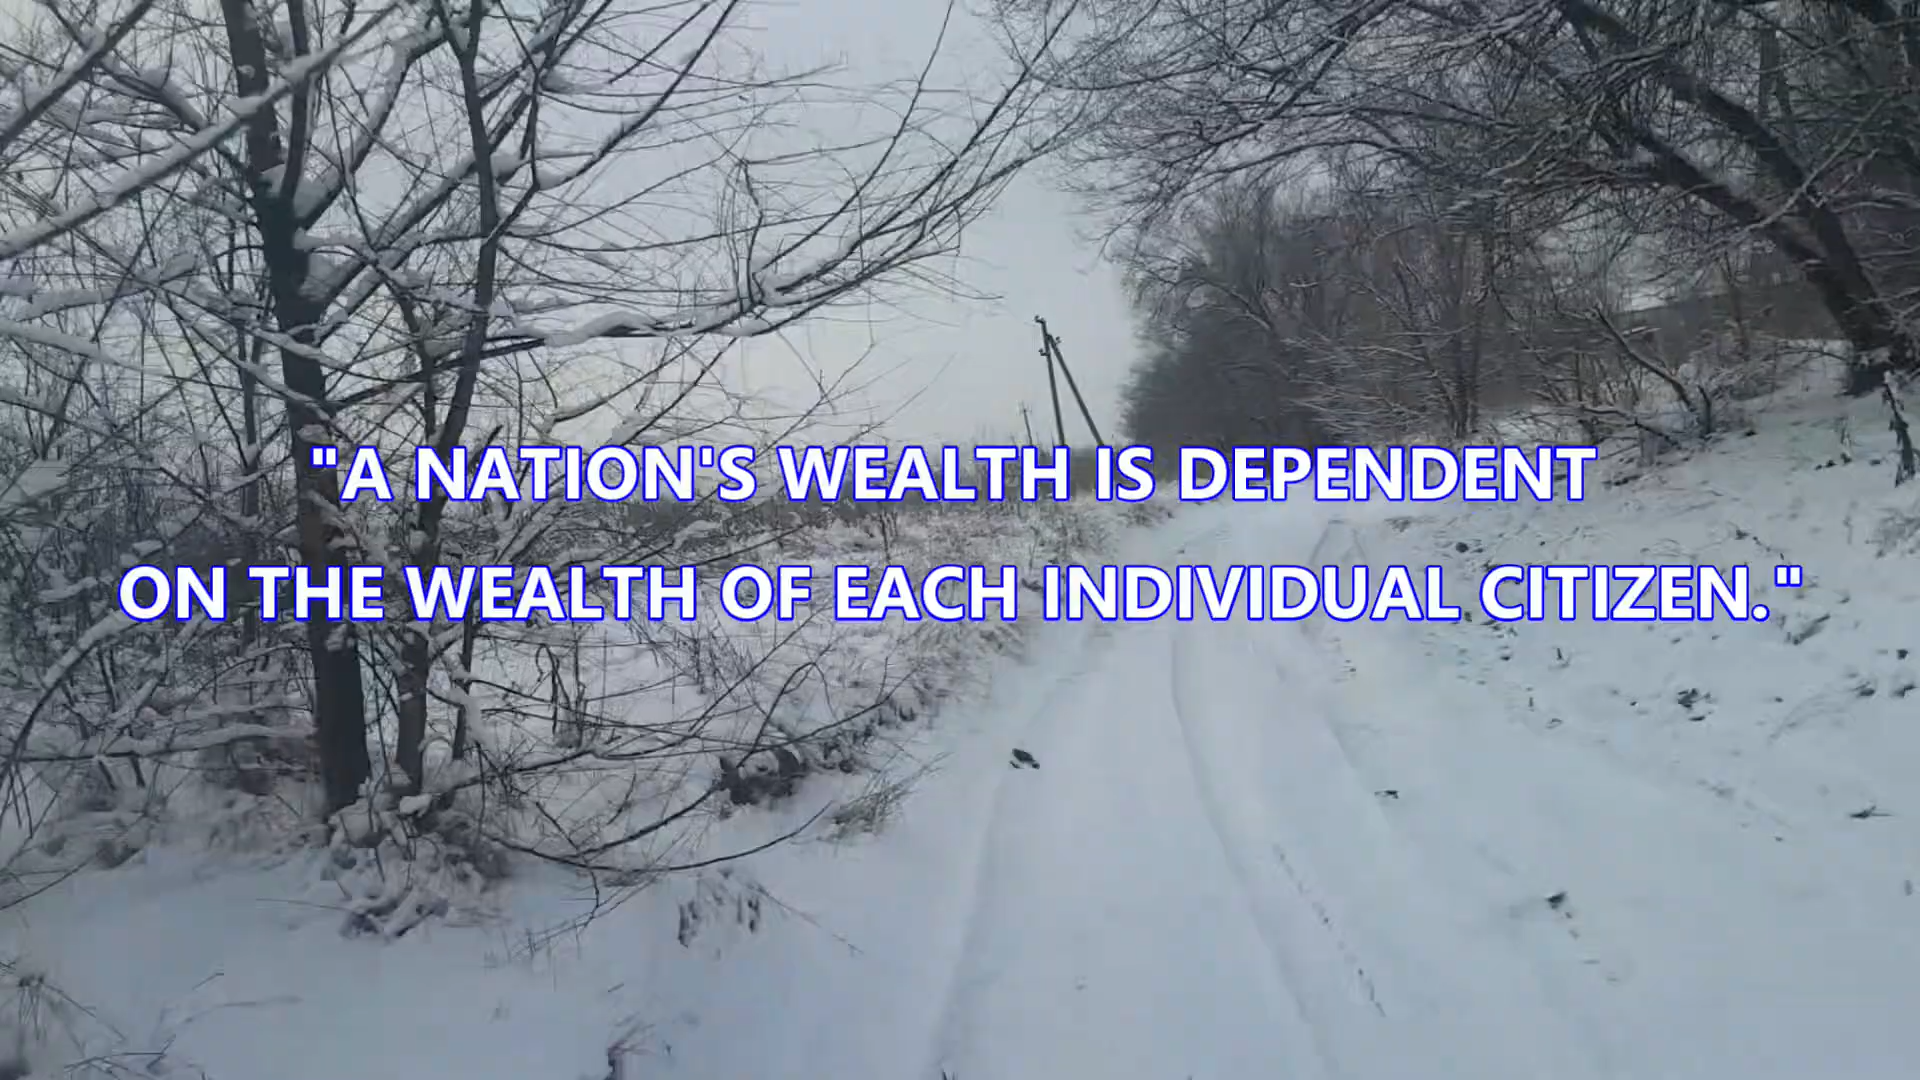 "A NATION'S WEALTH IS DEPENDENT
ON THE WEALTH OF EACH INDIVIDUAL CITIZEN."